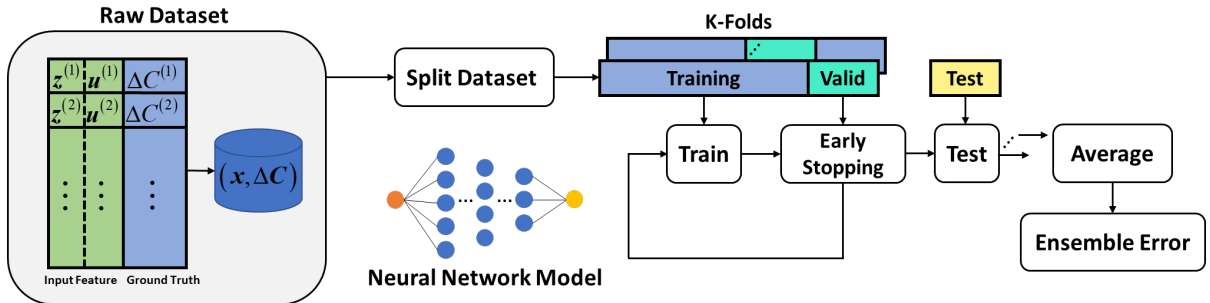 Raw Dataset
z^(1) u^(1) ΔC^(1)
z^(2) u^(2) ΔC^(2)
⋮ ⋮ ⋮
(x, ΔC)
Input Feature Ground Truth
Split Dataset
Neural Network Model
K-Folds
Training Valid
Test
Train
Early
Stopping
Test
Average
Ensemble Error